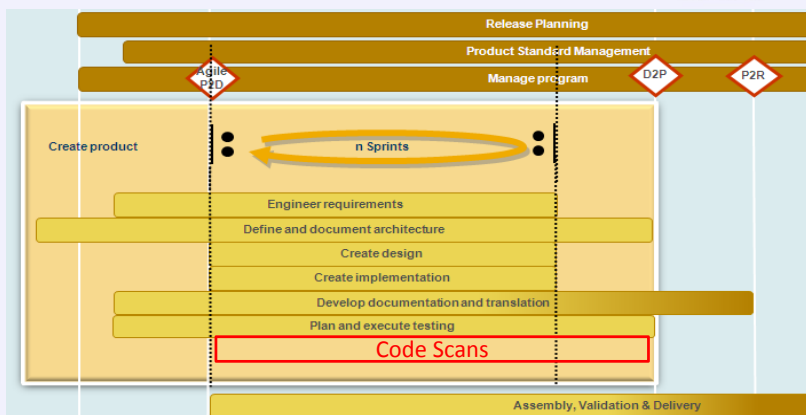 Release Planning
Product Standard Management
Manage program
Agile
P2D
D2P
P2R
Create product
n Sprints
Engineer requirements
Define and document architecture
Create design
Create implementation
Develop documentation and translation
Plan and execute testing
Code Scans
Assembly, Validation & Delivery